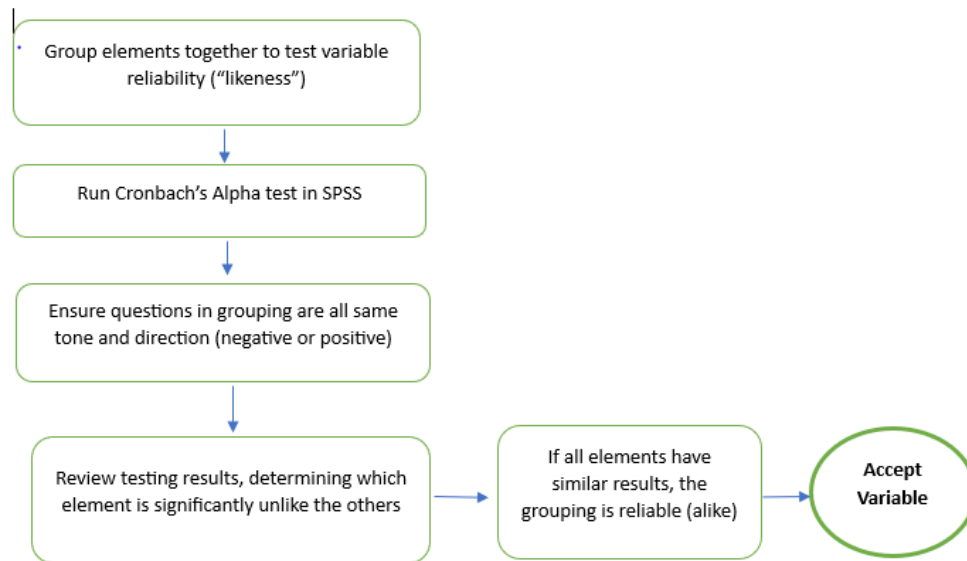 Group elements together to test variable
reliability (“likeness”)
Run Cronbach’s Alpha test in SPSS
Ensure questions in grouping are all same
tone and direction (negative or positive)
Review testing results, determining which
element is significantly unlike the others
If all elements have
similar results, the
grouping is reliable (alike)
Accept
Variable